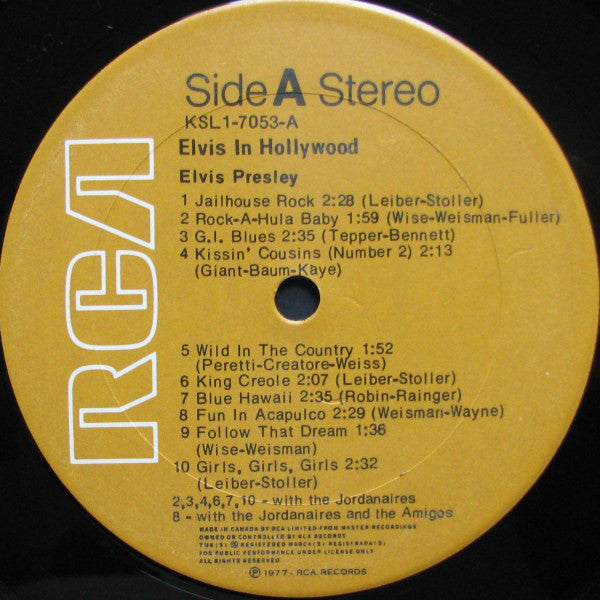 Side A Stereo
KSL1-7053-A
Elvis In Hollywood
Elvis Presley
1 Jailhouse Rock 2:28 (Leiber-Stoller)
2 Rock-A-Hula Baby 1:59 (Wise-Weisman-Fuller)
3 G.I. Blues 2:35 (Tepper-Bennett)
4 Kissin' Cousins (Number 2) 2:13
(Giant-Baum-Kaye)
RCA
5 Wild In The Country 1:52
(Peretti-Creatore-Weiss)
6 King Creole 2:07 (Leiber-Stoller)
7 Blue Hawaii 2:35 (Robin-Rainger)
8 Fun In Acapulco 2:29 (Weisman-Wayne)
9 Follow That Dream 1:36
(Wise-Weisman)
10 Girls, Girls, Girls 2:32
(Leiber-Stoller)
2,3,4,6,7,10 - with the Jordanaires
8 - with the Jordanaires and the Amigos
MADE IN CANADA BY RCA LIMITED FROM MASTER RECORDINGS
OWNED OR CONTROLLED BY RCA RECORDS
TMK(S) ® REGISTERED MARCA(S) REGISTRADA(S)
FOR PUBLIC PERFORMANCE UNDER LICENSE ONLY
ALL RIGHTS RESERVED
℗ 1977 - RCA RECORDS